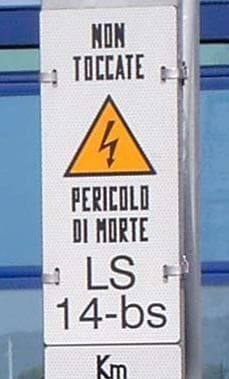 NON
TOCCATE
PERICOLO
DI MORTE
LS
14-bs
Km